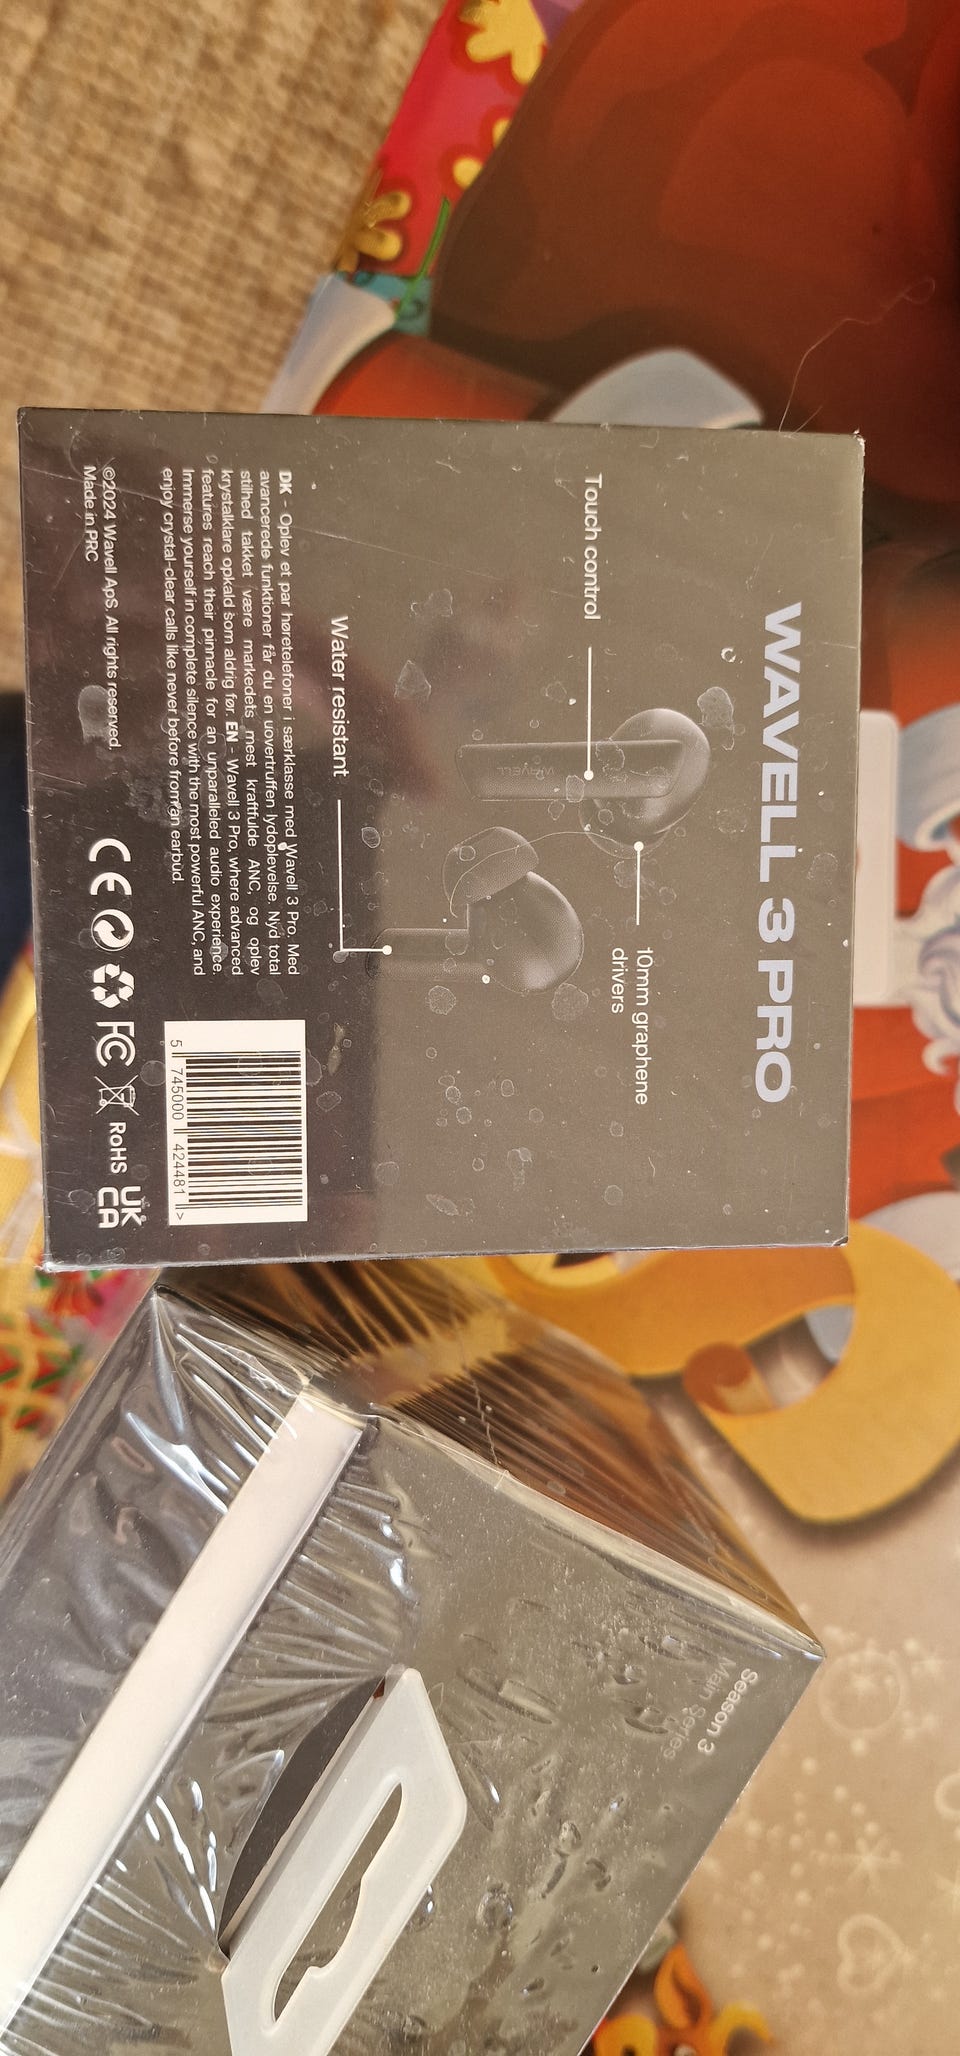 WAVELL 3 PRO
Touch control
10mm graphene
drivers
WAVELL
Water resistant
DK - Oplev et par høretelefoner i særklasse med Wavell 3 Pro. Med
avancerede funktioner får du en uovertruffen lydoplevelse. Nyd total
stilhed takket være markedets mest kraftfulde ANC, og oplev
krystalklare opkald som aldrig før. EN - Wavell 3 Pro, where advanced
features reach their pinnacle for an unparalleled audio experience.
Immerse yourself in complete silence with the most powerful ANC, and
enjoy crystal-clear calls like never before from an earbud.
©2024 Wavell ApS. All rights reserved.
Made in PRC
CE FC RoHS UK
CA
5 745000 424481 >
Season 3
Main Series